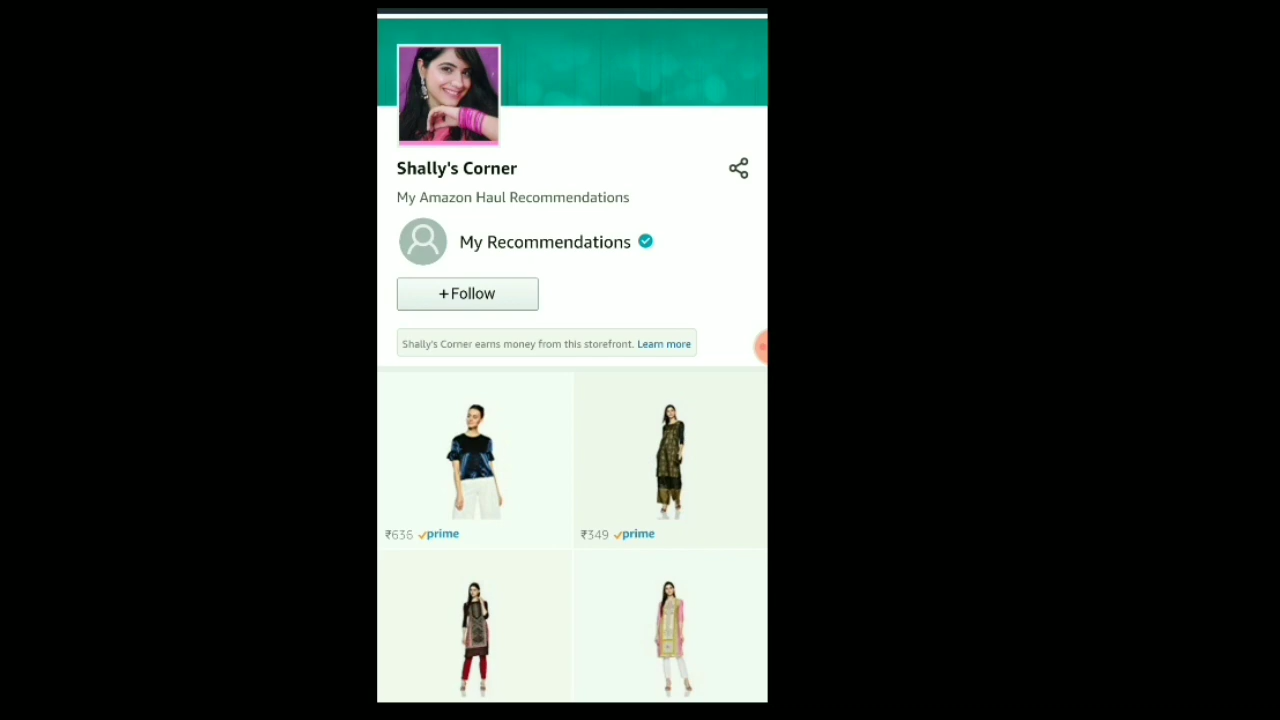 Shally's Corner
My Amazon Haul Recommendations
My Recommendations
+Follow
Shally's Corner earns money from this storefront. Learn more
₹636 prime
₹349 prime